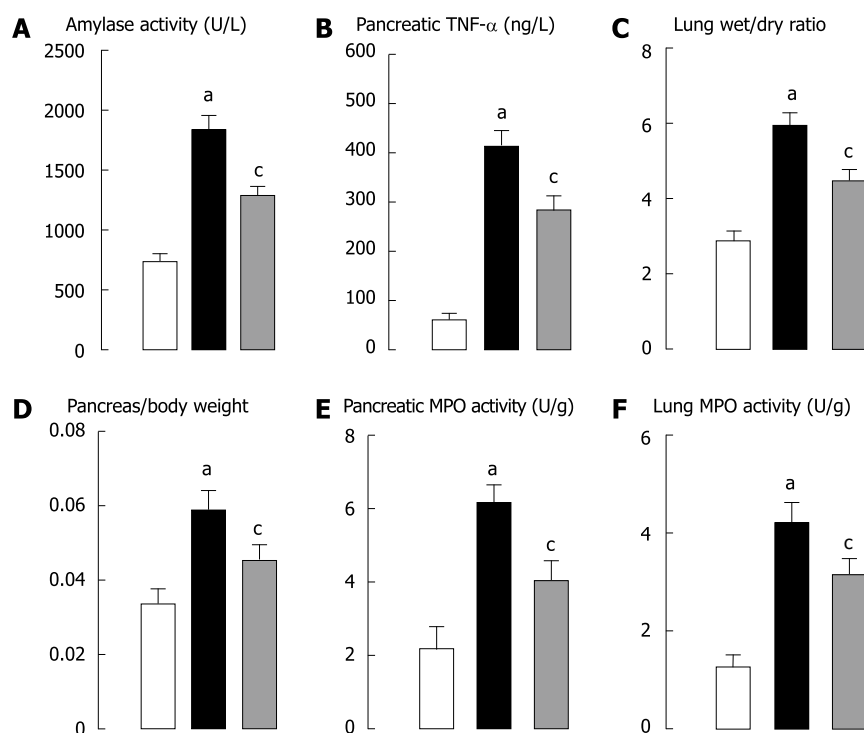 A Amylase activity (U/L)
2500
2000
1500
1000
500
0
a
c
B Pancreatic TNF-α (ng/L)
600
500
400
300
200
100
0
a
c
C Lung wet/dry ratio
8
6
4
2
0
a
c
D Pancreas/body weight
0.08
0.06
0.04
0.02
0
a
c
E Pancreatic MPO activity (U/g)
8
6
4
2
0
a
c
F Lung MPO activity (U/g)
6
4
2
0
a
c